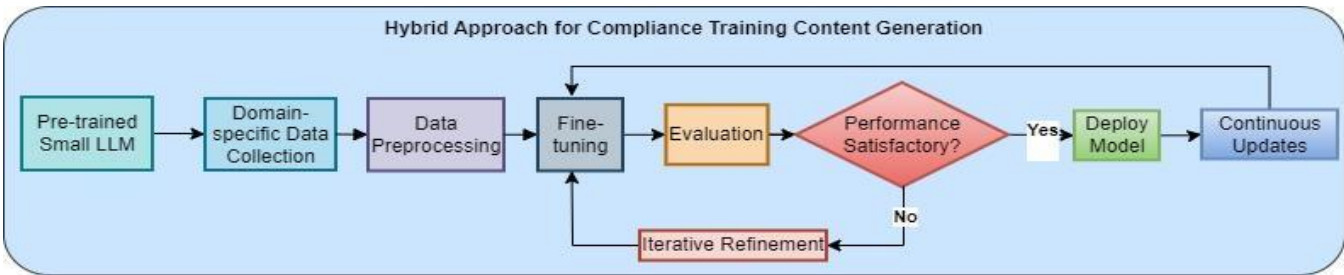 Hybrid Approach for Compliance Training Content Generation
Pre-trained
Small LLM
Domain-
specific Data
Collection
Data
Preprocessing
Fine-
tuning
Evaluation
Performance
Satisfactory?
Yes
Deploy
Model
Continuous
Updates
No
Iterative Refinement